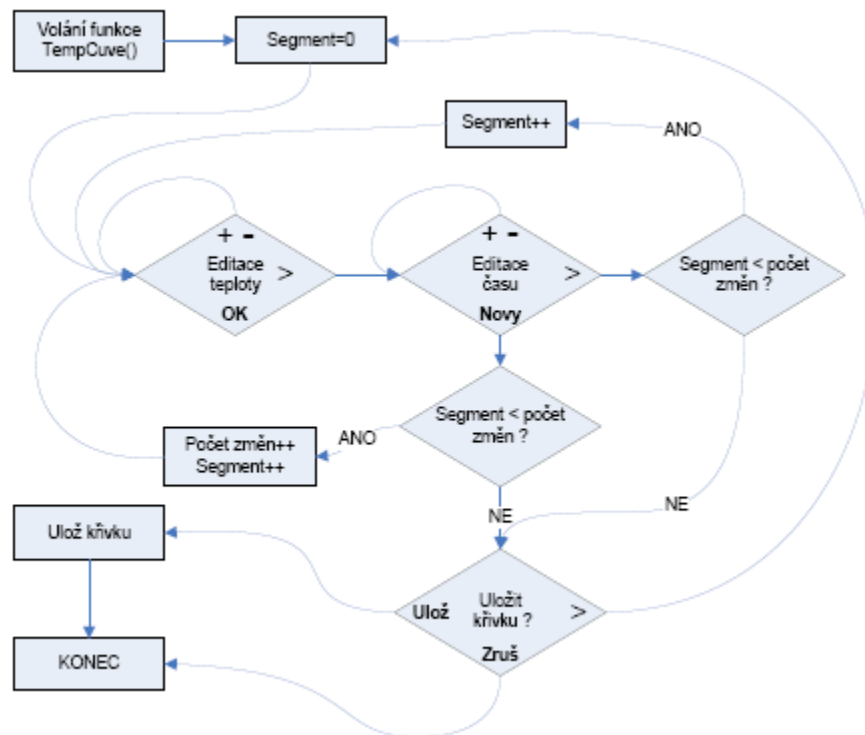 Volání funkce
TempCuve()
Segment=0
Segment++
ANO
+ -
Editace
teploty
>
OK
+ -
Editace
času
>
Novy
Segment < počet
změn ?
Segment < počet
změn ?
ANO
Počet změn++
Segment++
NE
NE
Ulož křivku
Ulož
Uložit
křivku ?
>
Zruš
KONEC